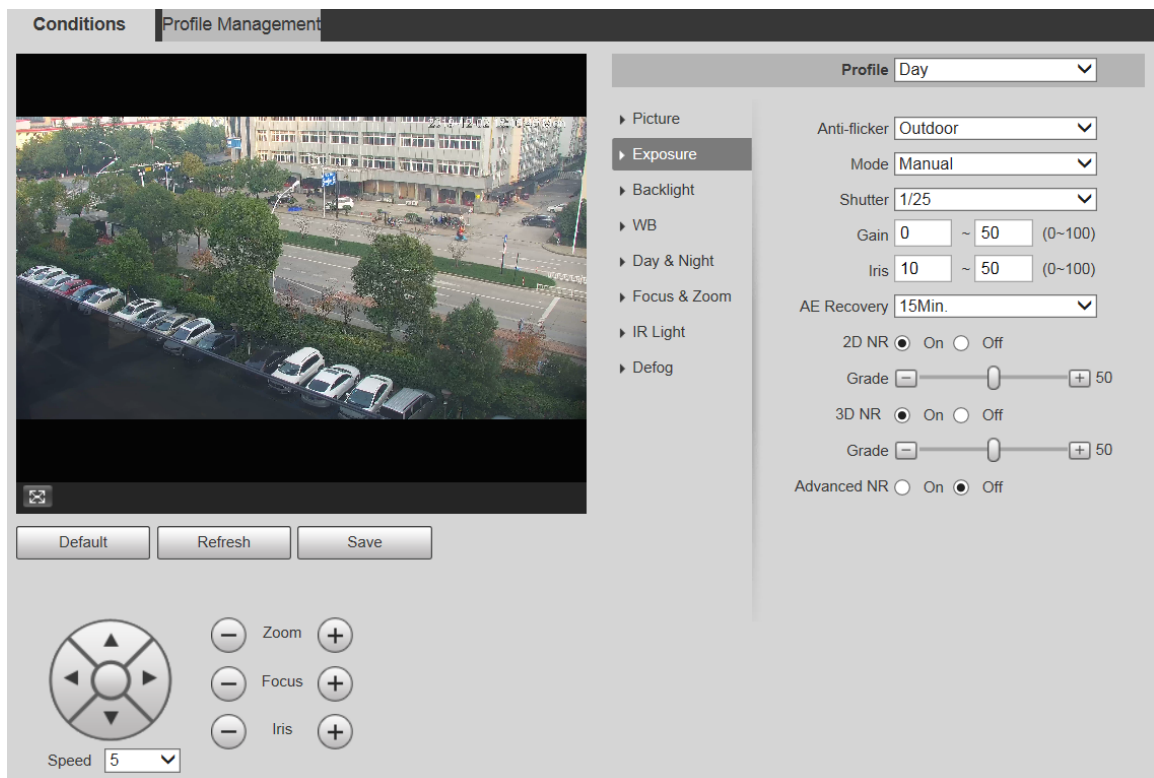 Conditions
Profile Management
Profile Day
Picture
Exposure
Backlight
WB
Day & Night
Focus & Zoom
IR Light
Defog
Anti-flicker Outdoor
Mode Manual
Shutter 1/25
Gain 0 ~ 50 (0~100)
Iris 10 ~ 50 (0~100)
AE Recovery 15Min.
2D NR On Off
Grade 50
3D NR On Off
Grade 50
Advanced NR On Off
Default Refresh Save
Zoom
Focus
Iris
Speed 5